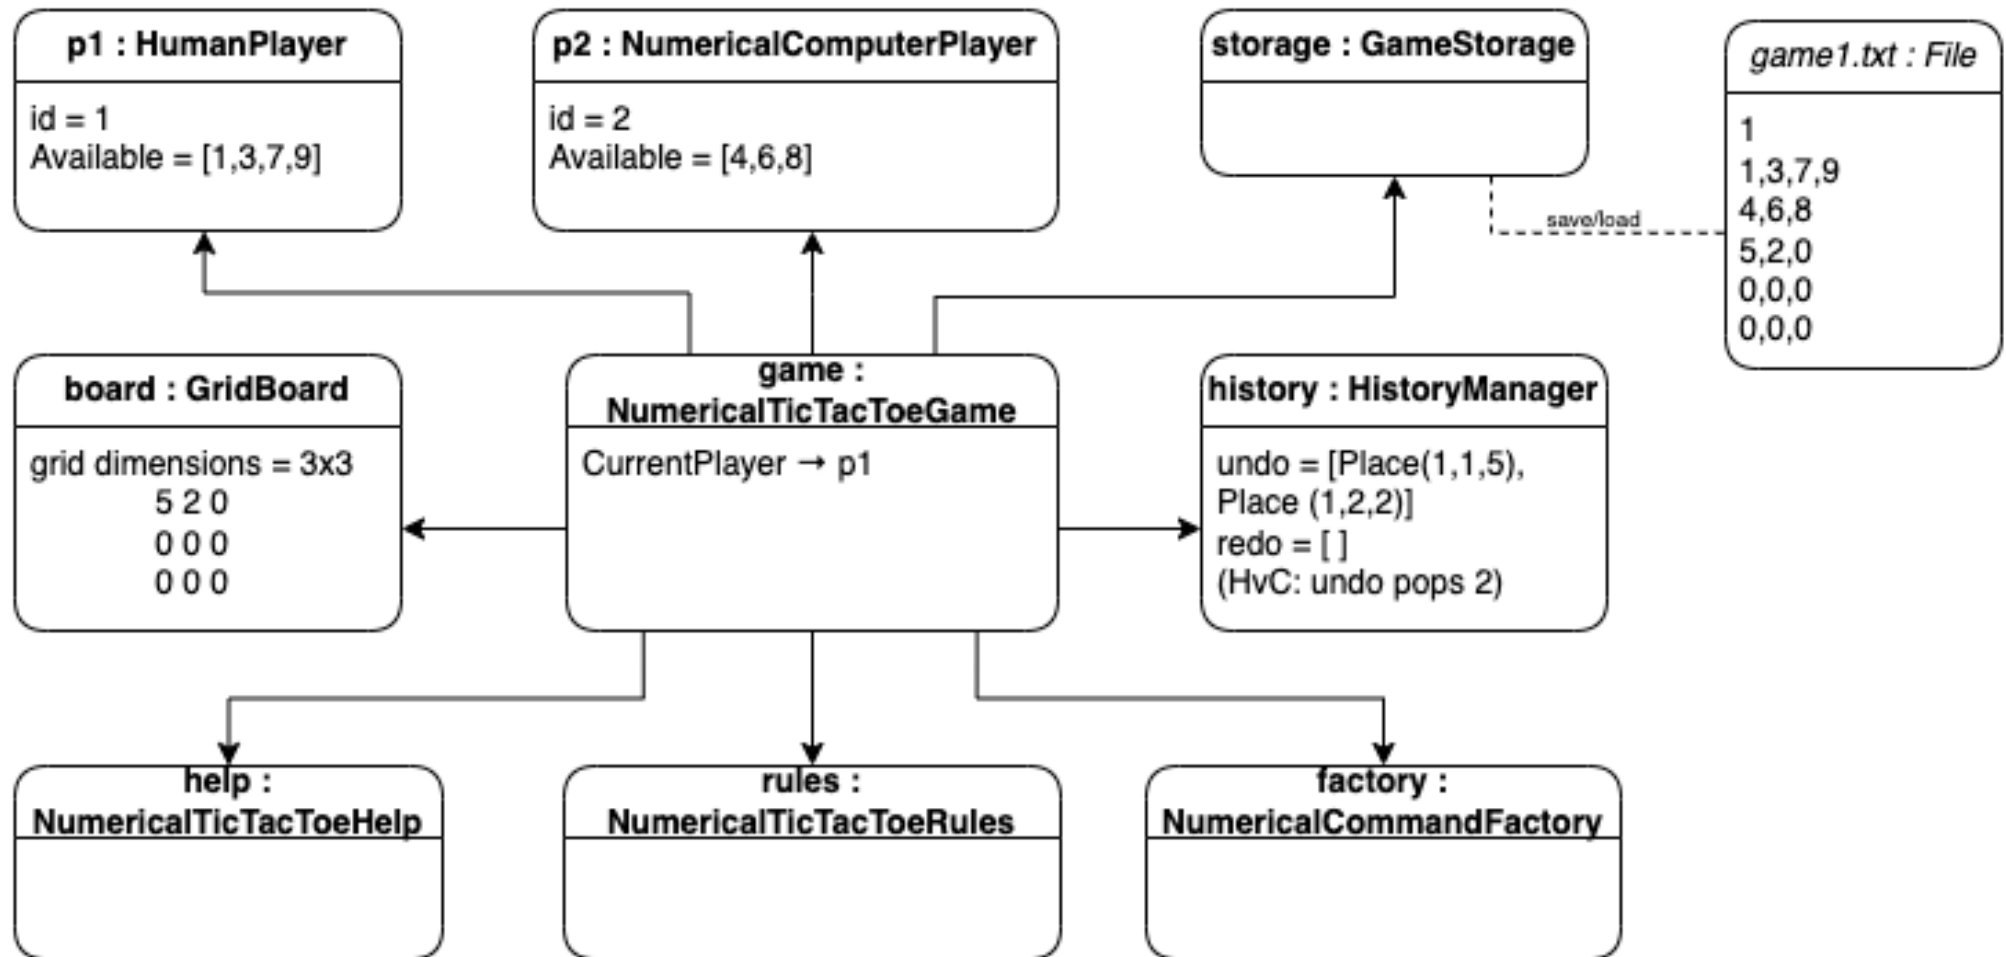 p1 : HumanPlayer
id = 1
Available = [1,3,7,9]
p2 : NumericalComputerPlayer
id = 2
Available = [4,6,8]
storage : GameStorage
save/load
game1.txt : File
1
1,3,7,9
4,6,8
5,2,0
0,0,0
0,0,0
board : GridBoard
grid dimensions = 3x3
5 2 0
0 0 0
0 0 0
game :
NumericalTicTacToeGame
CurrentPlayer → p1
history : HistoryManager
undo = [Place(1,1,5),
Place (1,2,2)]
redo = [ ]
(HvC: undo pops 2)
help :
NumericalTicTacToeHelp
rules :
NumericalTicTacToeRules
factory :
NumericalCommandFactory